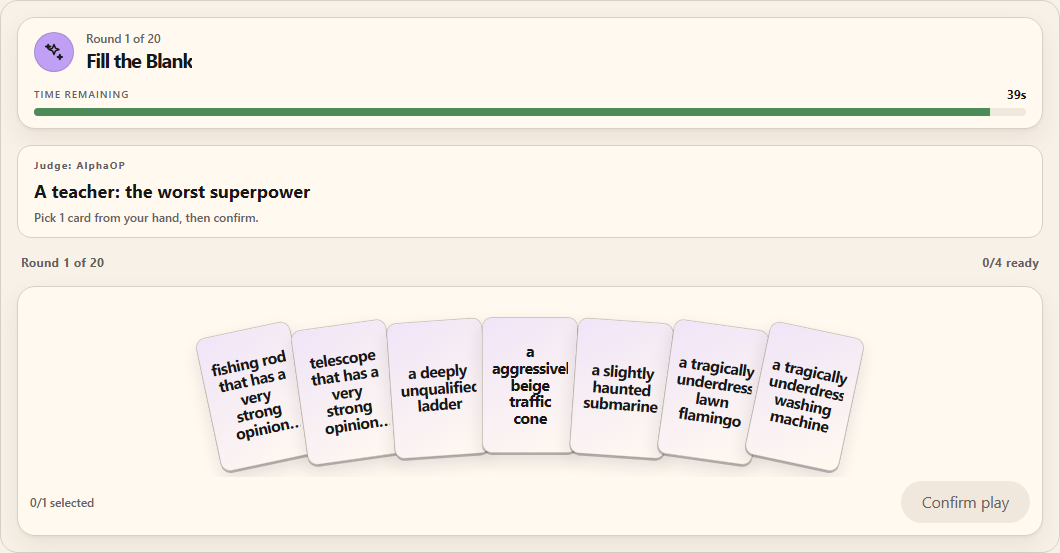 Round 1 of 20
Fill the Blank
TIME REMAINING
39s
Judge: AlphaOP
A teacher: the worst superpower
Pick 1 card from your hand, then confirm.
Round 1 of 20
0/4 ready
fishing rod
that has a
very
strong
opinion...
telescope
that has a
very
strong
opinion...
a deeply
unqualified
ladder
a
aggressivel
beige
traffic
cone
a slightly
haunted
submarine
a tragically
underdress
lawn
flamingo
a tragically
underdress
washing
machine
0/1 selected
Confirm play